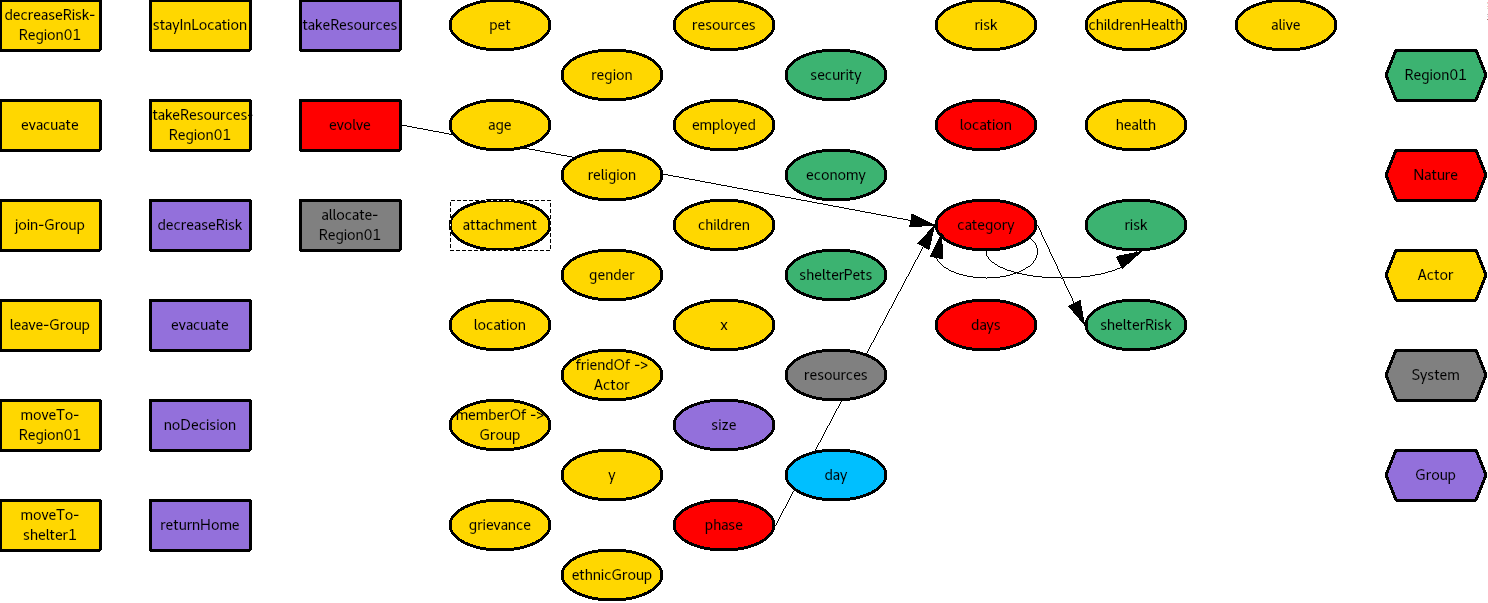 decreaseRisk-
Region01
stayInLocation
takeResources
pet
resources
risk
childrenHealth
alive
region
security
Region01
evacuate
takeResources-
Region01
evolve
age
employed
location
health
religion
economy
Nature
join-Group
decreaseRisk
allocate-
Region01
attachment
children
category
risk
gender
shelterPets
Actor
leave-Group
evacuate
location
x
days
shelterRisk
friendOf ->
Actor
resources
System
moveTo-
Region01
noDecision
memberOf ->
Group
size
y
day
Group
moveTo-
shelter1
returnHome
grievance
phase
ethnicGroup